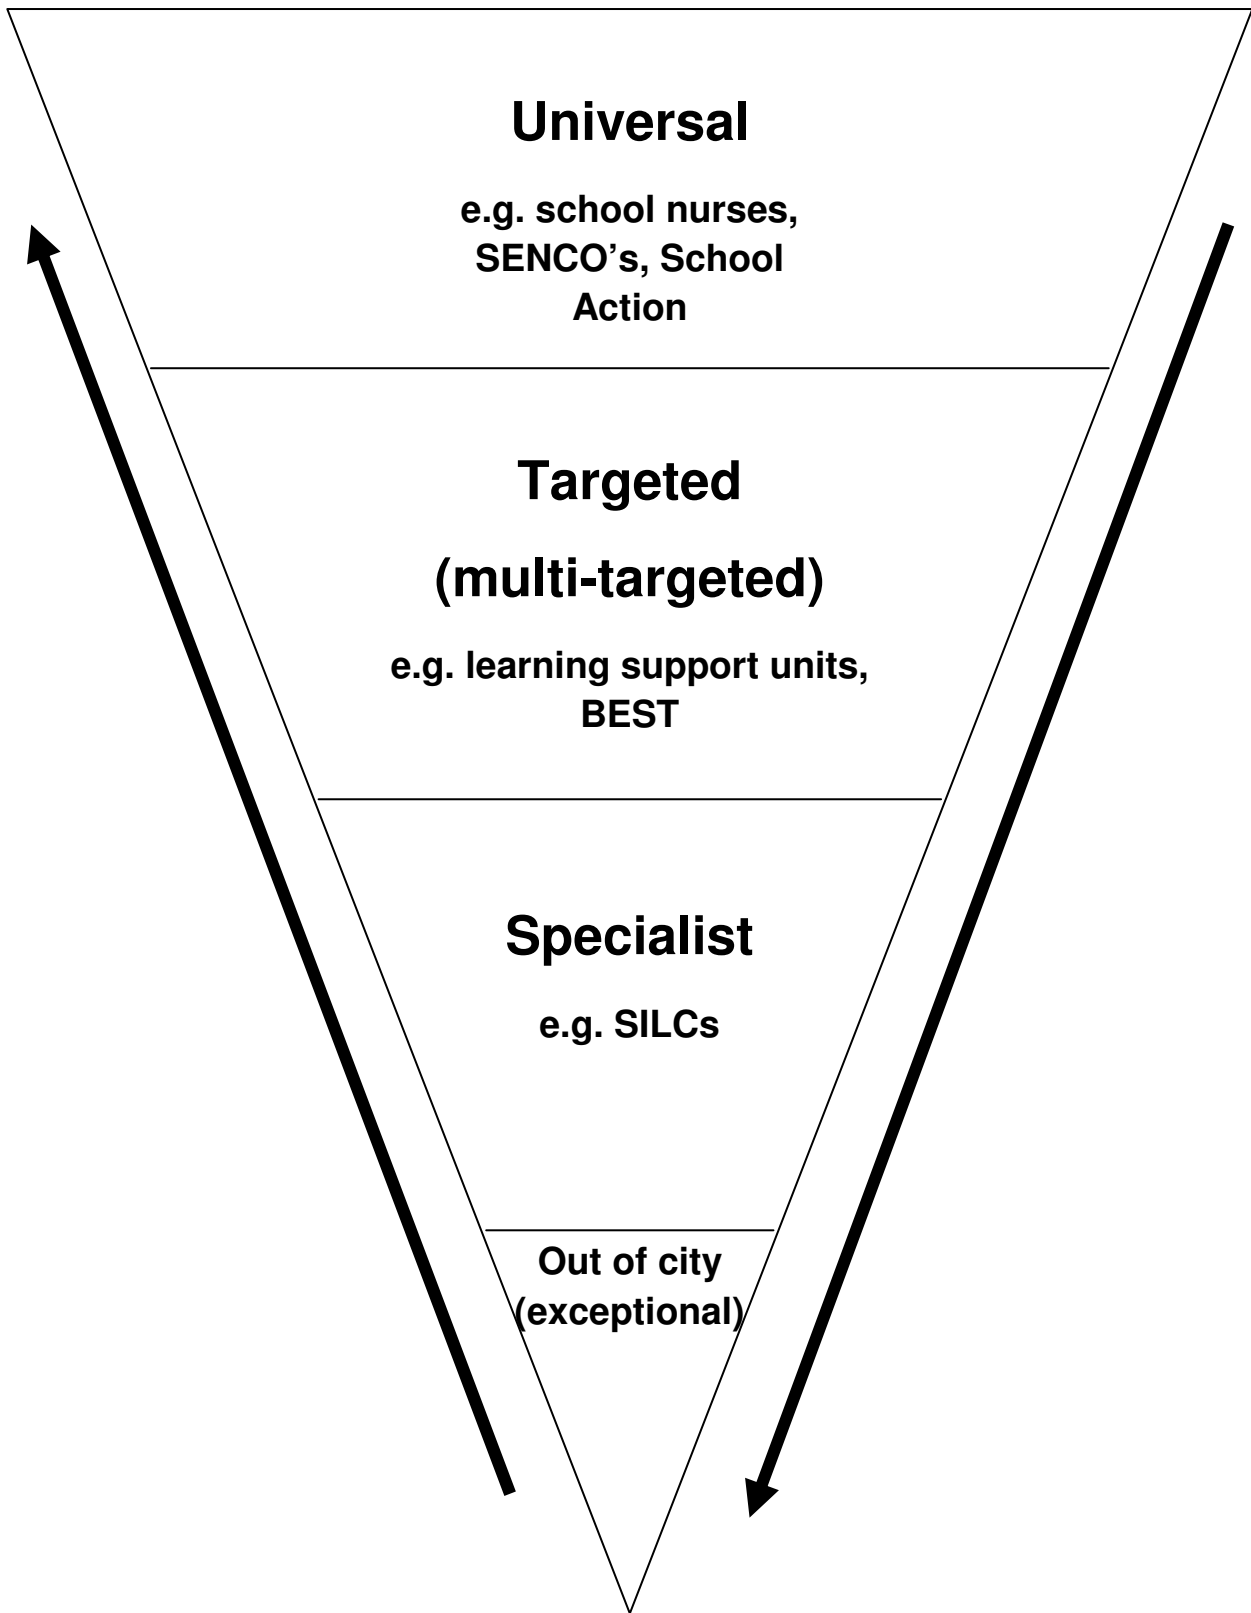 Universal
e.g. school nurses,
SENCO’s, School
Action
Targeted
(multi-targeted)
e.g. learning support units,
BEST
Specialist
e.g. SILCs
Out of city
(exceptional)